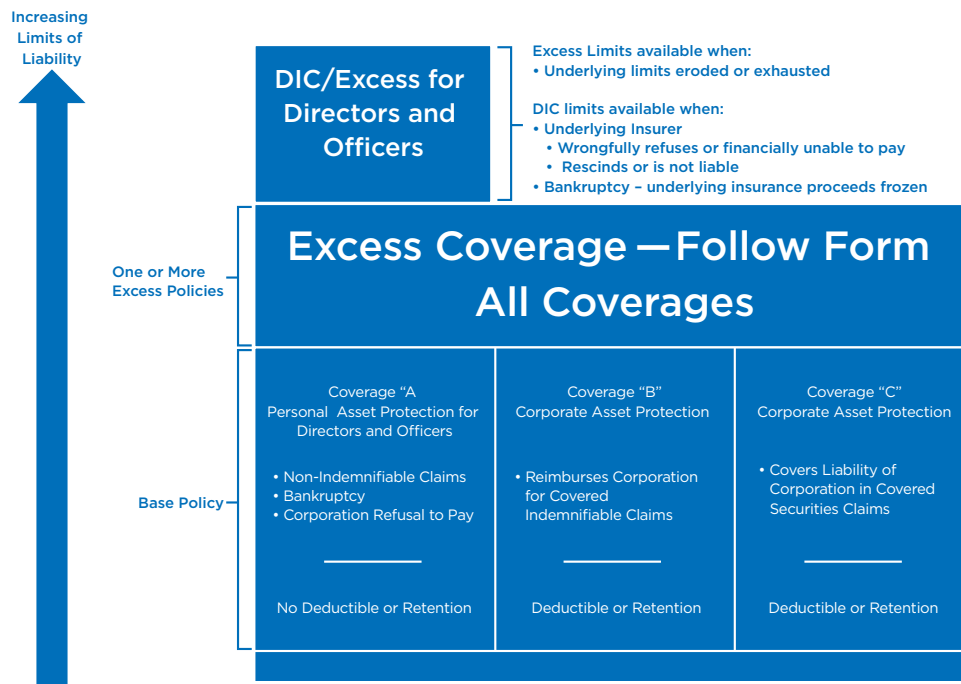 Increasing
Limits of
Liability
DIC/Excess for
Directors and
Officers
Excess Limits available when:
• Underlying limits eroded or exhausted
DIC limits available when:
• Underlying Insurer
• Wrongfully refuses or financially unable to pay
• Rescinds or is not liable
• Bankruptcy – underlying insurance proceeds frozen
One or More
Excess Policies
Excess Coverage — Follow Form
All Coverages
Base Policy
Coverage “A
Personal Asset Protection for
Directors and Officers
• Non-Indemnifiable Claims
• Bankruptcy
• Corporation Refusal to Pay
No Deductible or Retention
Coverage “B”
Corporate Asset Protection
• Reimburses Corporation
for Covered
Indemnifiable Claims
Deductible or Retention
Coverage “C”
Corporate Asset Protection
• Covers Liability of
Corporation in Covered
Securities Claims
Deductible or Retention